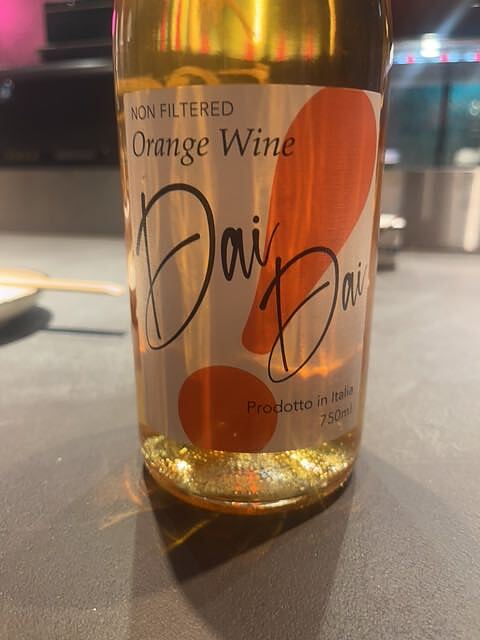 NON FILTERED
Orange Wine
Dai
Dai
Prodotto in Italia
750ml